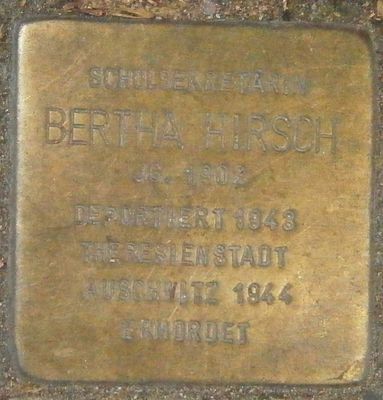 SCHULSEKRETÄRIN
BERTHA HIRSCH
JG. 1902
DEPORTIERT 1943
THERESIENSTADT
AUSCHWITZ 1944
ERMORDET